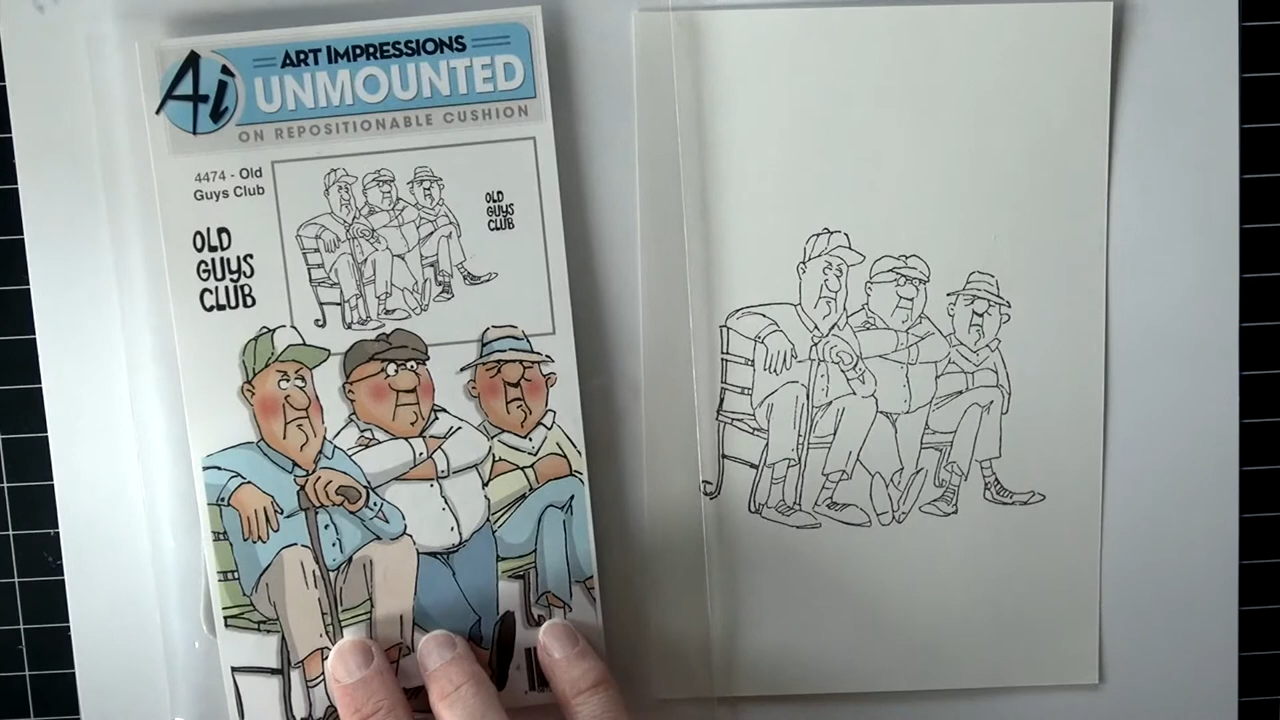 Ai
ART IMPRESSIONS
UNMOUNTED
ON REPOSITIONABLE CUSHION
4474 - Old
Guys Club
OLD
GUYS
CLUB
OLD
GUYS
CLUB